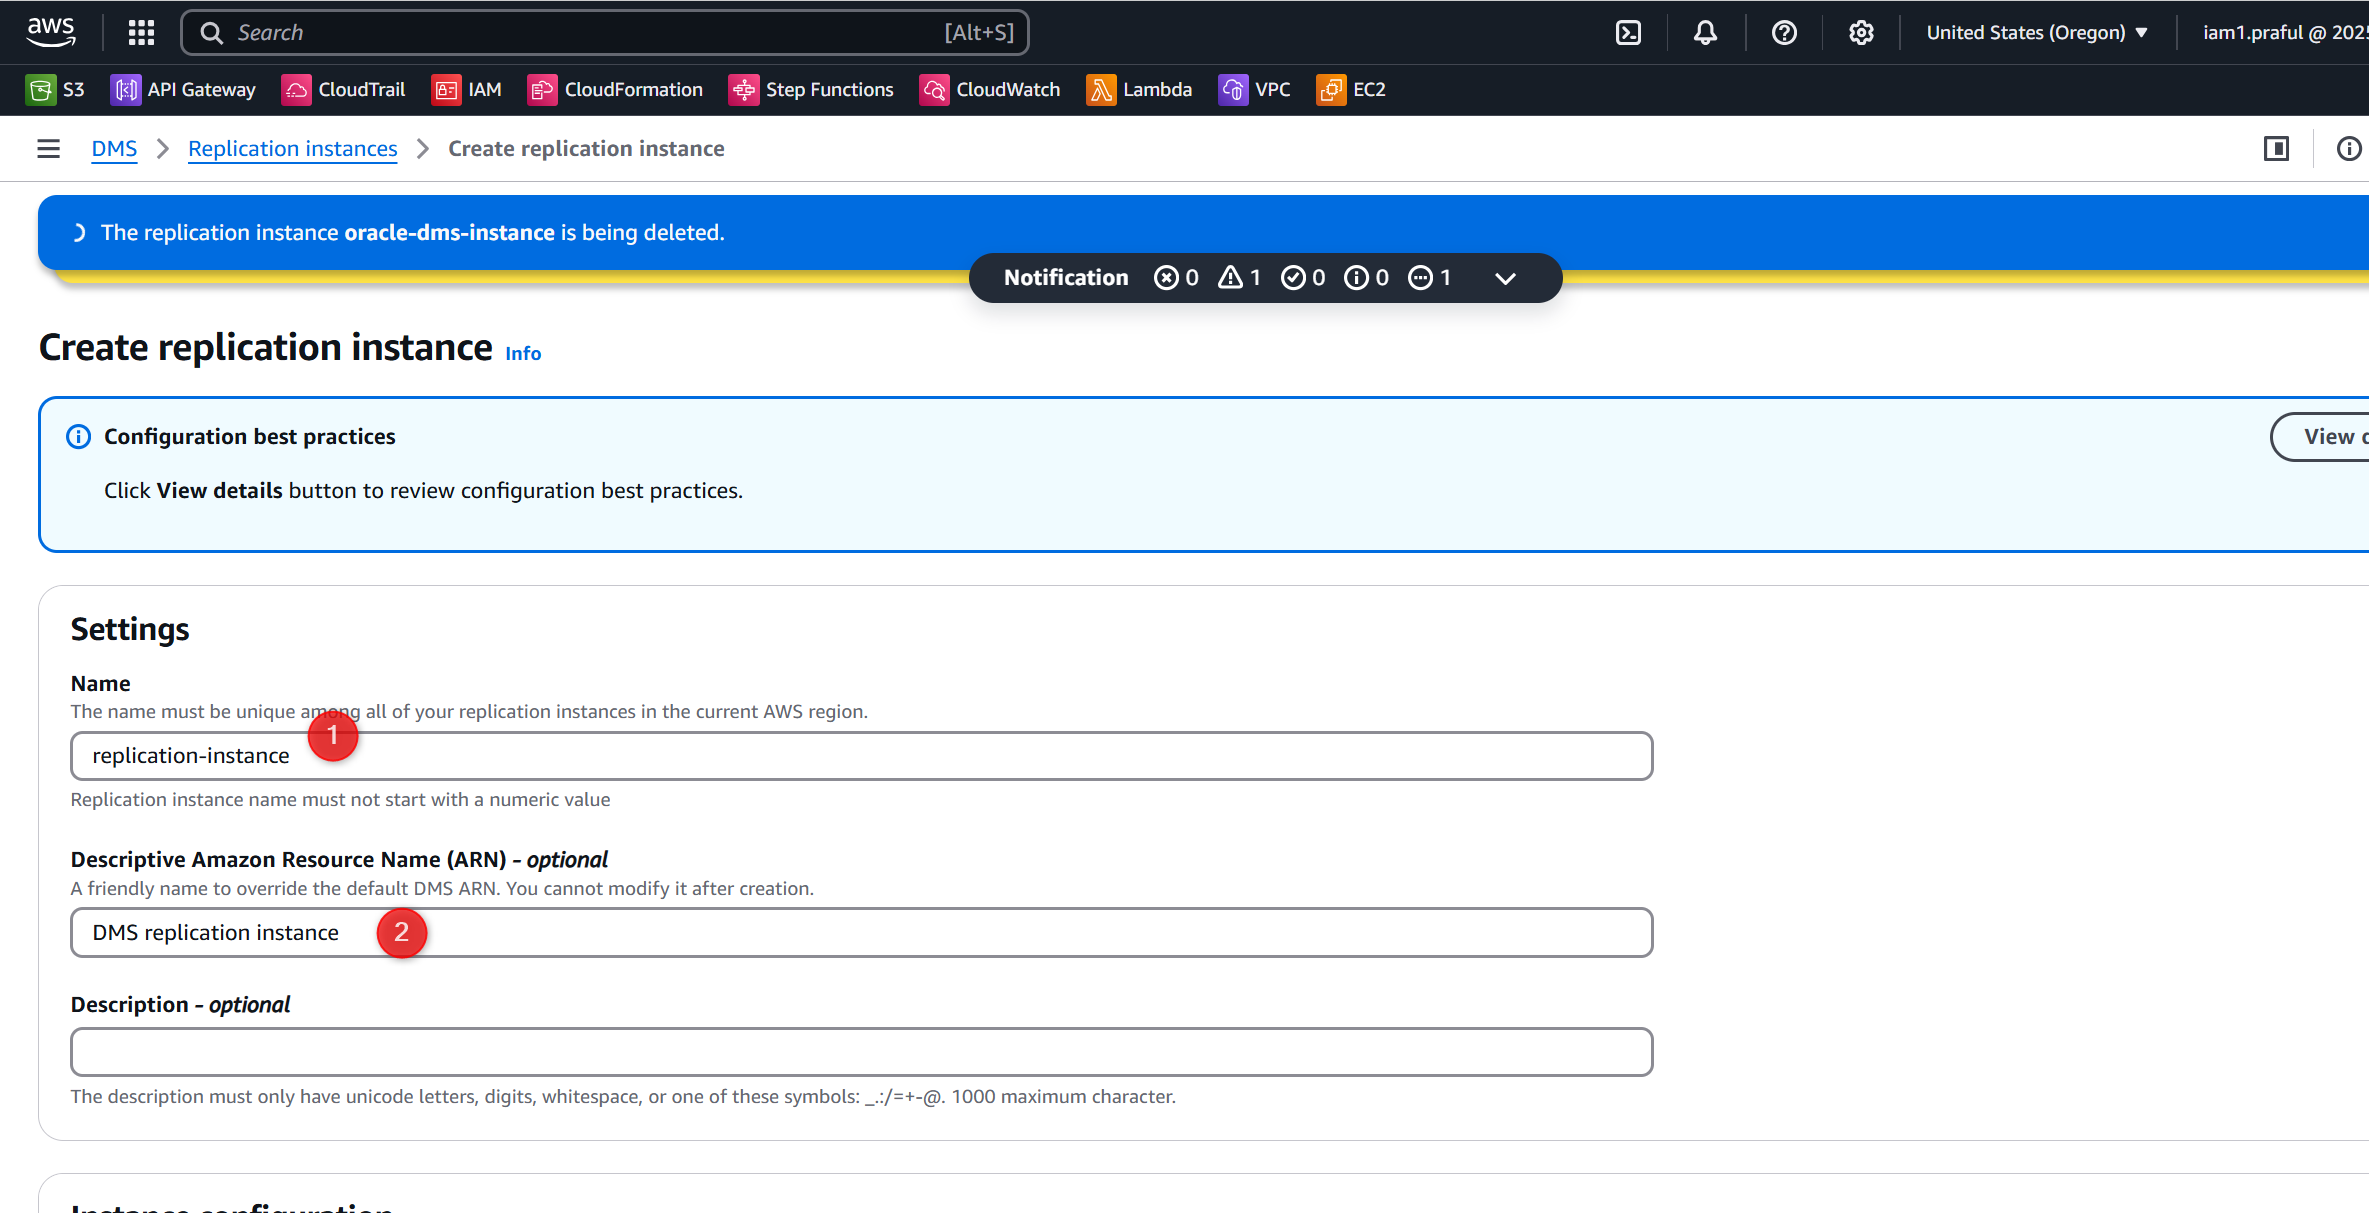 aws Search [Alt+S] United States (Oregon) ▼ iam1.praful @ 202
S3 API Gateway CloudTrail IAM CloudFormation Step Functions CloudWatch Lambda VPC EC2
DMS > Replication instances > Create replication instance
The replication instance oracle-dms-instance is being deleted.
Notification 0 1 0 0 1
Create replication instance Info
Configuration best practices
View
Click View details button to review configuration best practices.
Settings
Name
The name must be unique among all of your replication instances in the current AWS region.
1
replication-instance
Replication instance name must not start with a numeric value
Descriptive Amazon Resource Name (ARN) - optional
A friendly name to override the default DMS ARN. You cannot modify it after creation.
DMS replication instance 2
Description - optional
The description must only have unicode letters, digits, whitespace, or one of these symbols: _.:/=+-@. 1000 maximum character.
Instance configuration